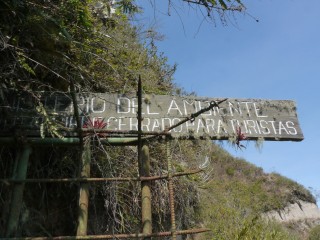 DEL AMBIENTE
CERRADO PARA TURISTAS